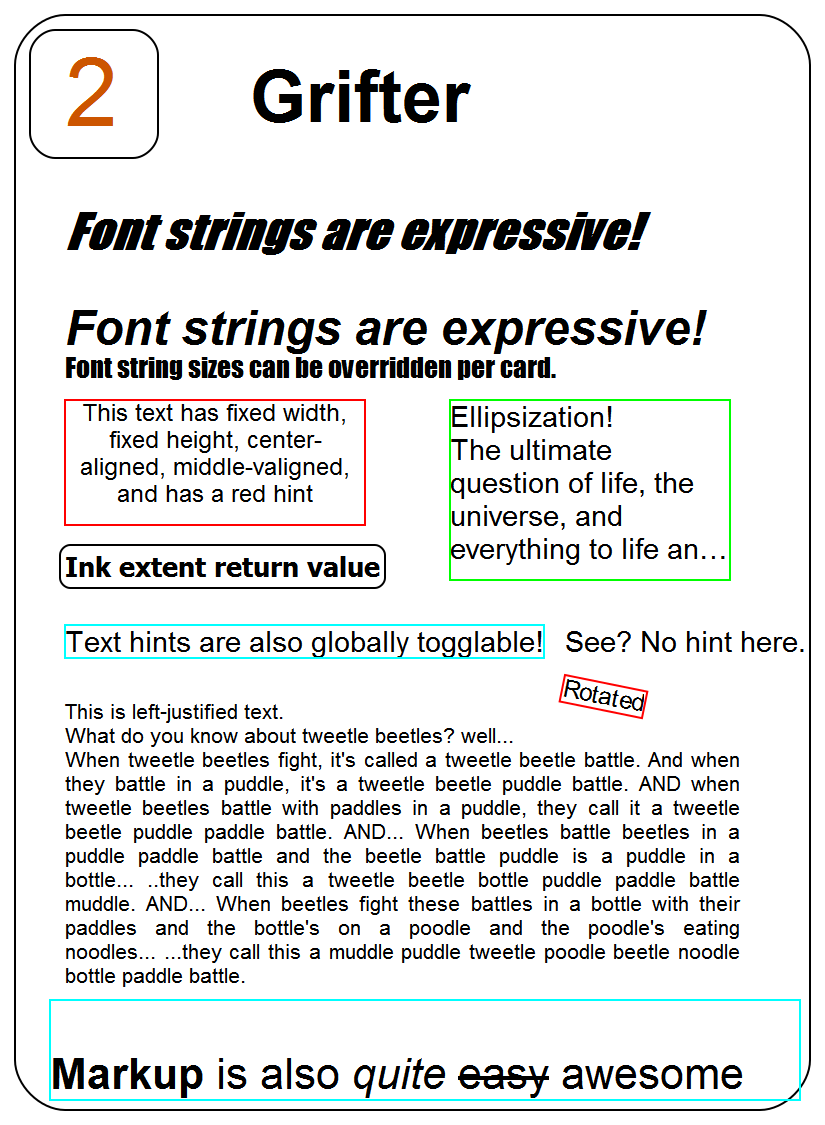 2
Grifter
Font strings are expressive!
Font strings are expressive!
Font string sizes can be overridden per card.
This text has fixed width,
fixed height, center-
aligned, middle-valigned,
and has a red hint
Ellipsization!
The ultimate
question of life, the
universe, and
everything to life an…
Ink extent return value
Text hints are also globally togglable!
See? No hint here.
Rotated
This is left-justified text.
What do you know about tweetle beetles? well...
When tweetle beetles fight, it's called a tweetle beetle battle. And when
they battle in a puddle, it's a tweetle beetle puddle battle. AND when
tweetle beetles battle with paddles in a puddle, they call it a tweetle
beetle puddle paddle battle. AND... When beetles battle beetles in a
puddle paddle battle and the beetle battle puddle is a puddle in a
bottle... ..they call this a tweetle beetle bottle puddle paddle battle
muddle. AND... When beetles fight these battles in a bottle with their
paddles and the bottle's on a poodle and the poodle's eating
noodles... ...they call this a muddle puddle tweetle poodle beetle noodle
bottle paddle battle.
Markup is also quite easy awesome